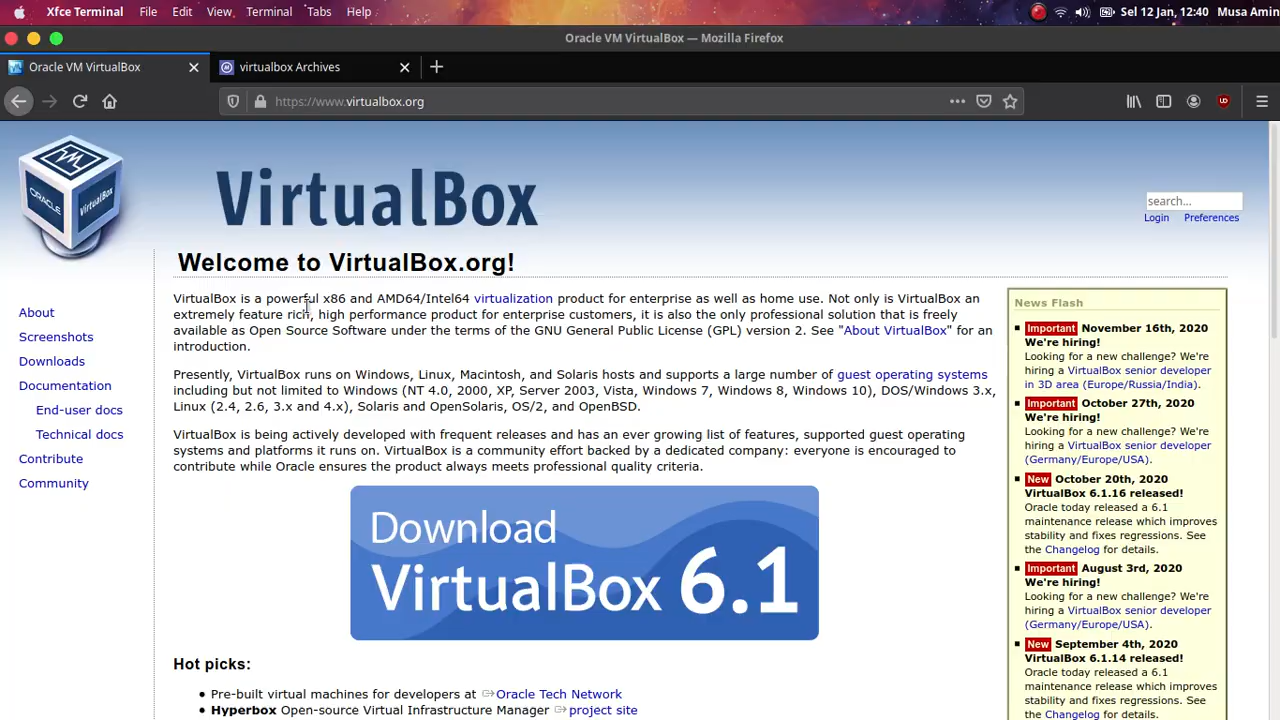 Xfce Terminal File Edit View Terminal Tabs Help Sel 12 Jan, 12:40 Musa Amin
Oracle VM VirtualBox — Mozilla Firefox
Oracle VM VirtualBox virtualbox Archives
https://www.virtualbox.org
ORACLE VirtualBox
VirtualBox
search...
Login Preferences
Welcome to VirtualBox.org!
About
Screenshots
Downloads
Documentation
End-user docs
Technical docs
Contribute
Community
VirtualBox is a powerful x86 and AMD64/Intel64 virtualization product for enterprise as well as home use. Not only is VirtualBox an
extremely feature rich, high performance product for enterprise customers, it is also the only professional solution that is freely
available as Open Source Software under the terms of the GNU General Public License (GPL) version 2. See "About VirtualBox" for an
introduction.
Presently, VirtualBox runs on Windows, Linux, Macintosh, and Solaris hosts and supports a large number of guest operating systems
including but not limited to Windows (NT 4.0, 2000, XP, Server 2003, Vista, Windows 7, Windows 8, Windows 10), DOS/Windows 3.x,
Linux (2.4, 2.6, 3.x and 4.x), Solaris and OpenSolaris, OS/2, and OpenBSD.
VirtualBox is being actively developed with frequent releases and has an ever growing list of features, supported guest operating
systems and platforms it runs on. VirtualBox is a community effort backed by a dedicated company: everyone is encouraged to
contribute while Oracle ensures the product always meets professional quality criteria.
Download
VirtualBox 6.1
Hot picks:
Pre-built virtual machines for developers at Oracle Tech Network
Hyperbox Open-source Virtual Infrastructure Manager project site
News Flash
Important November 16th, 2020
We're hiring!
Looking for a new challenge? We're
hiring a VirtualBox senior developer
in 3D area (Europe/Russia/India).
Important October 27th, 2020
We're hiring!
Looking for a new challenge? We're
hiring a VirtualBox senior developer
(Germany/Europe/USA).
New October 20th, 2020
VirtualBox 6.1.16 released!
Oracle today released a 6.1
maintenance release which improves
stability and fixes regressions. See
the Changelog for details.
Important August 3rd, 2020
We're hiring!
Looking for a new challenge? We're
hiring a VirtualBox senior developer
(Germany/Europe/USA).
New September 4th, 2020
VirtualBox 6.1.14 released!
Oracle today released a 6.1
maintenance release which improves
stability and fixes regressions. See
the Changelog for details.